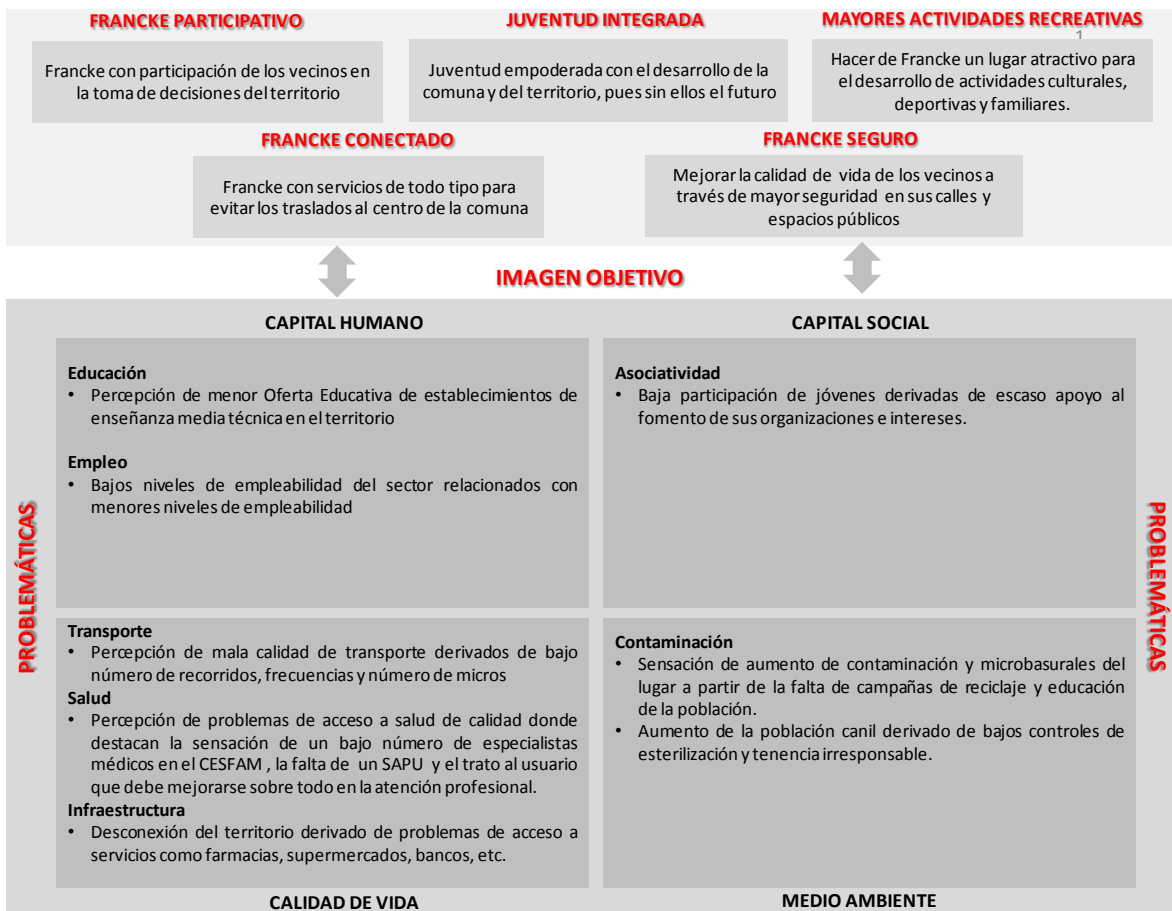 FRANCKE PARTICIPATIVO
Francke con participación de los vecinos en
la toma de decisiones del territorio
JUVENTUD INTEGRADA
Juventud empoderada con el desarrollo de la
comuna y del territorio, pues sin ellos el futuro
MAYORES ACTIVIDADES RECREATIVAS
1
Hacer de Francke un lugar atractivo para
el desarrollo de actividades culturales,
deportivas y familiares.
FRANCKE CONECTADO
Francke con servicios de todo tipo para
evitar los traslados al centro de la comuna
FRANCKE SEGURO
Mejorar la calidad de vida de los vecinos a
través de mayor seguridad en sus calles y
espacios públicos
IMAGEN OBJETIVO
PROBLEMÁTICAS
CAPITAL HUMANO
Educación
• Percepción de menor Oferta Educativa de establecimientos de
enseñanza media técnica en el territorio
Empleo
• Bajos niveles de empleabilidad del sector relacionados con
menores niveles de empleabilidad
CAPITAL SOCIAL
Asociatividad
• Baja participación de jóvenes derivadas de escaso apoyo al
fomento de sus organizaciones e intereses.
Transporte
• Percepción de mala calidad de transporte derivados de bajo
número de recorridos, frecuencias y número de micros
Salud
• Percepción de problemas de acceso a salud de calidad donde
destacan la sensación de un bajo número de especialistas
médicos en el CESFAM , la falta de un SAPU y el trato al usuario
que debe mejorarse sobre todo en la atención profesional.
Infraestructura
• Desconexión del territorio derivado de problemas de acceso a
servicios como farmacias, supermercados, bancos, etc.
CALIDAD DE VIDA
Contaminación
• Sensación de aumento de contaminación y microbasurales del
lugar a partir de la falta de campañas de reciclaje y educación
de la población.
• Aumento de la población canil derivado de bajos controles de
esterilización y tenencia irresponsable.
MEDIO AMBIENTE
PROBLEMÁTICAS